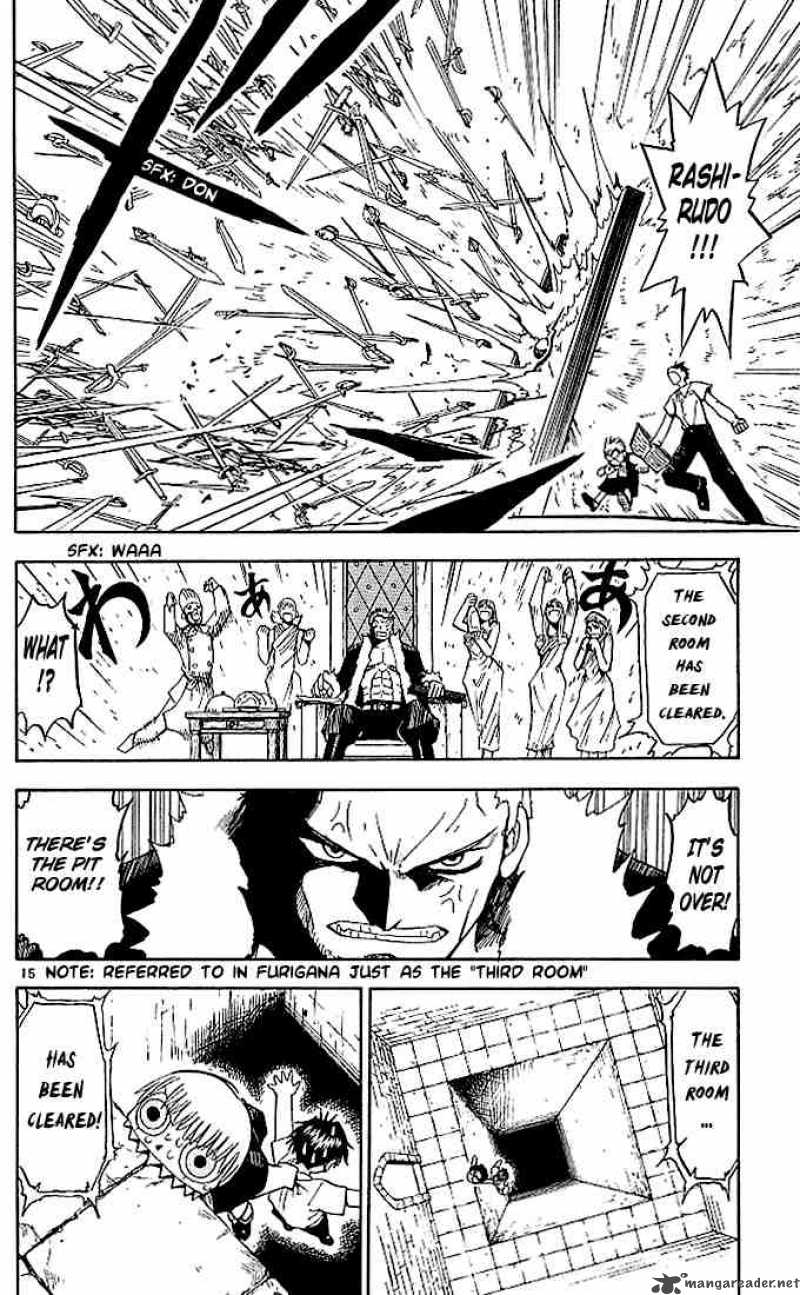 RASHI-
RUDO
!!!
SFX: DON
SFX: WAAA
THE
SECOND
ROOM
HAS
BEEN
CLEARED.
あ
あ
わ
WHAT
!?
IT'S
NOT
OVER!
THERE'S
THE PIT
ROOM!!
15 NOTE: REFERRED TO IN FURIGANA JUST AS THE "THIRD ROOM"
THE
THIRD
ROOM
...
HAS
BEEN
CLEARED!
mangareader.net